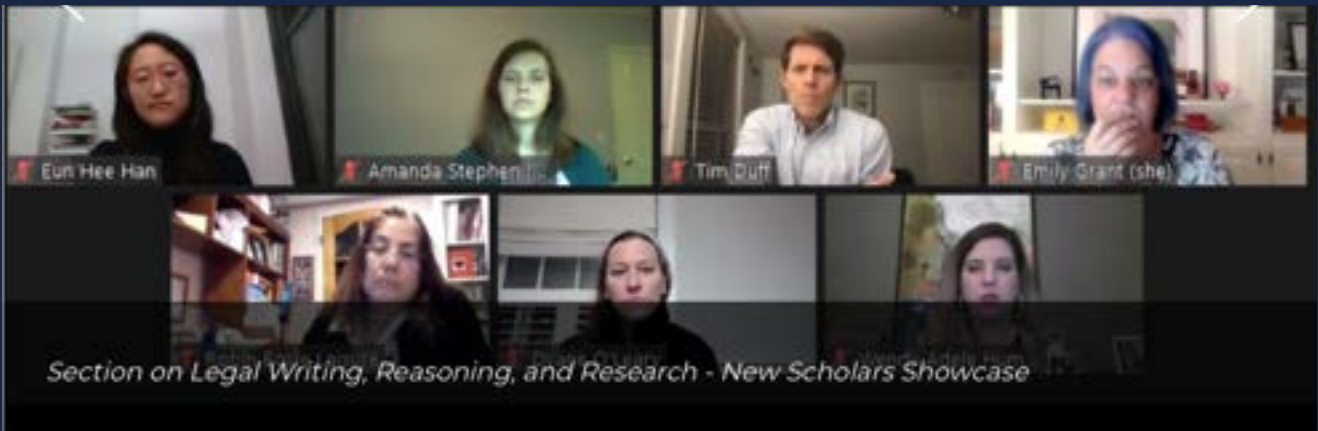 Eun Hee Han
Amanda Stephen
Tim Duff
Emily Grant (she)
O'Leary
Section on Legal Writing, Reasoning, and Research - New Scholars Showcase